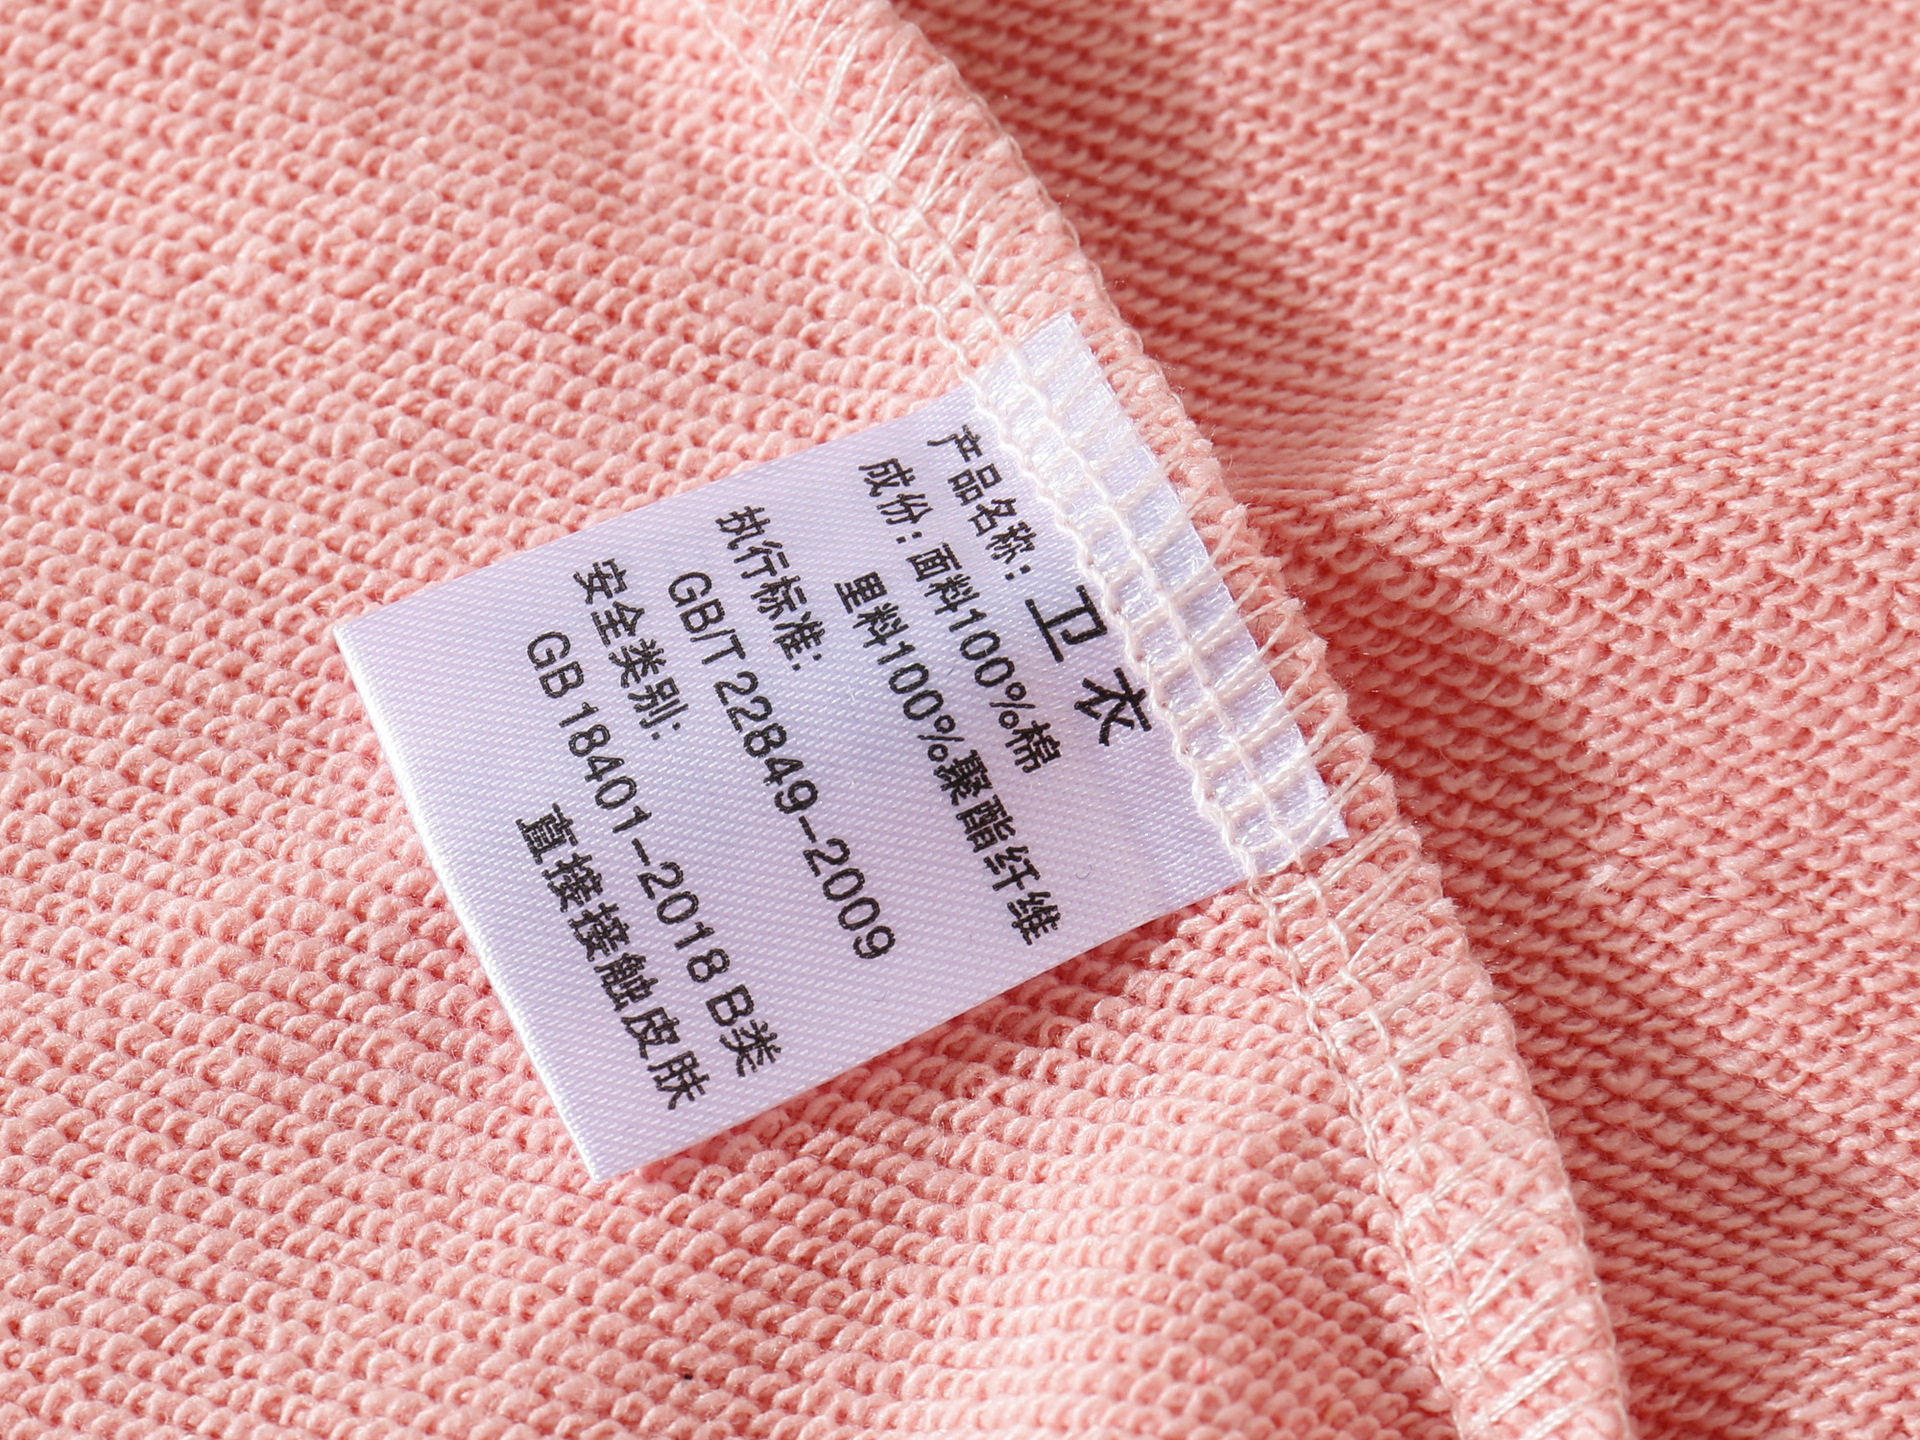 产品名称：卫衣
成份：面料100%棉
里料100%聚酯纤维
执行标准：
GB/T 22849-2009
安全类别：
GB 18401-2018 B类
直接接触皮肤